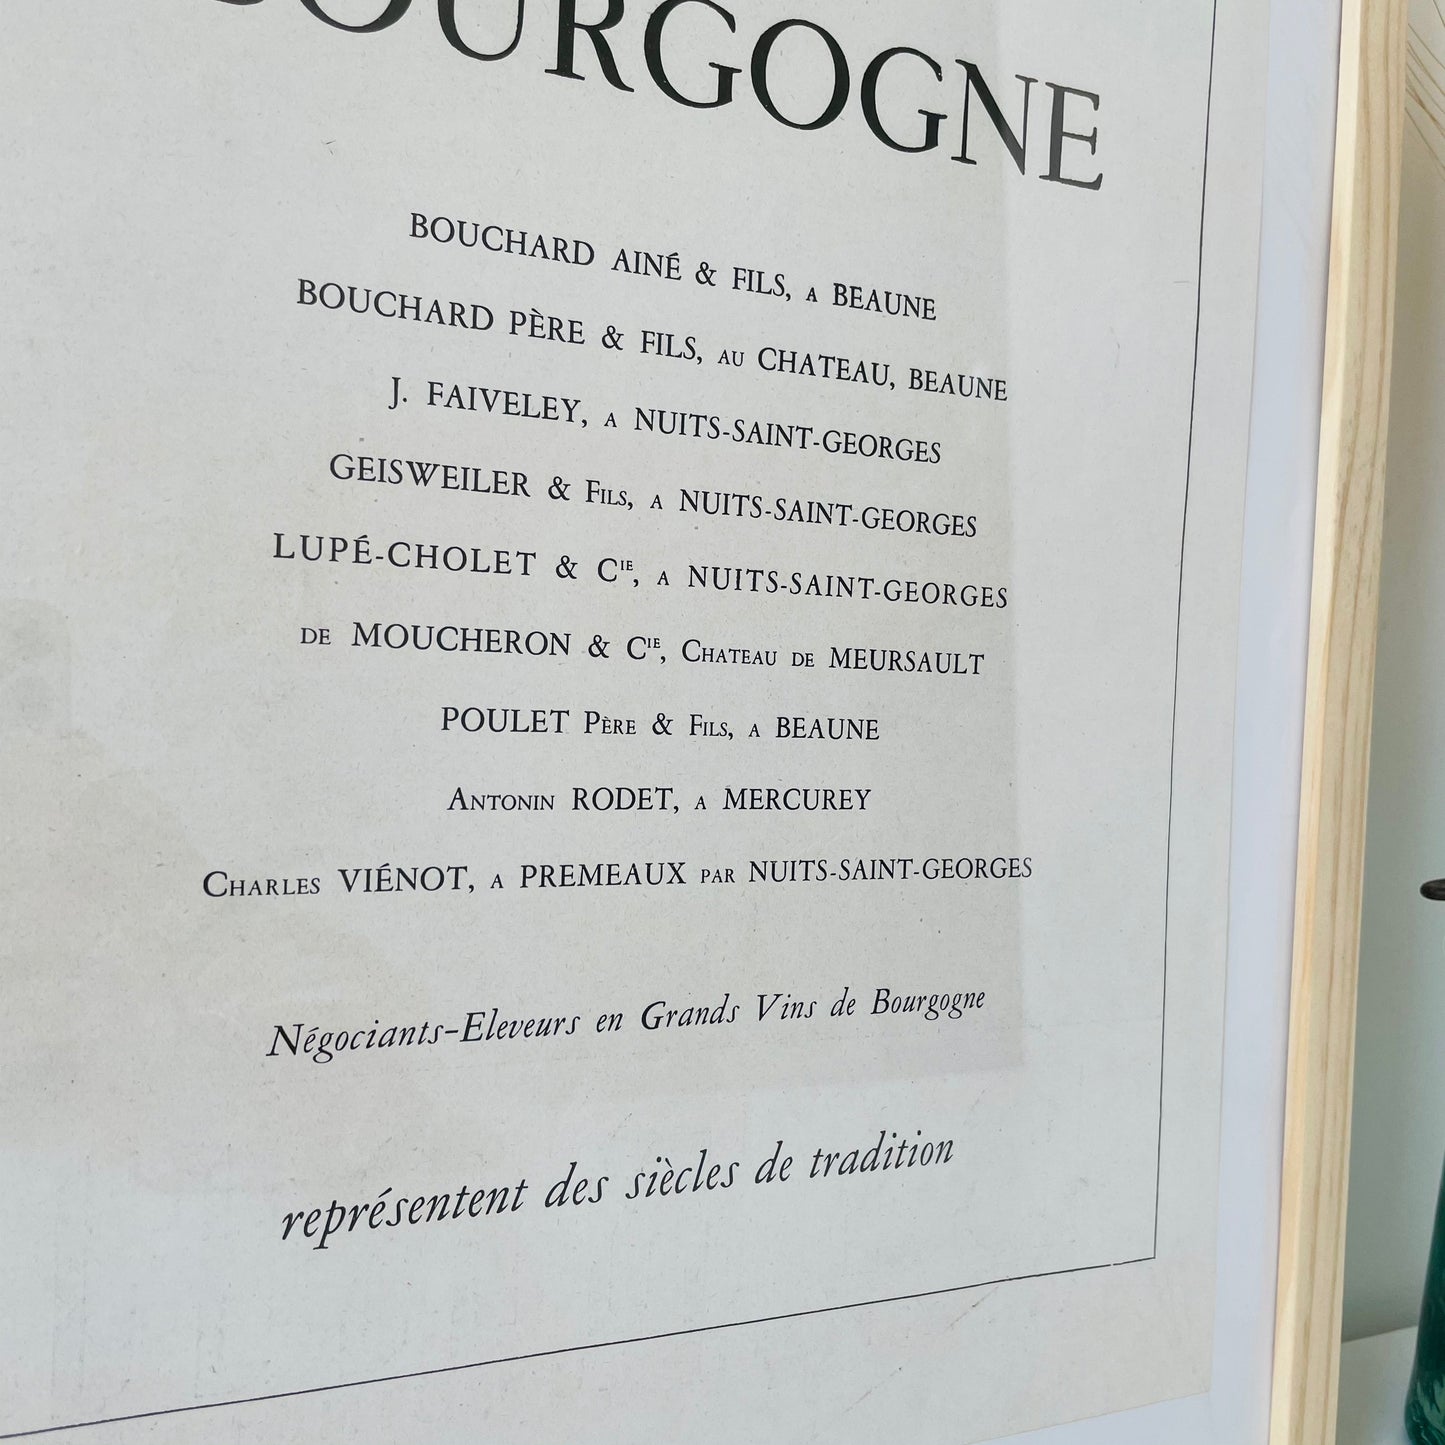 BOURGOGNE
BOUCHARD AINÉ & FILS, A BEAUNE
BOUCHARD PÈRE & FILS, AU CHATEAU, BEAUNE
J. FAIVELEY, A NUITS-SAINT-GEORGES
GEISWEILER & FILS, A NUITS-SAINT-GEORGES
LUPÉ-CHOLET & CIE, A NUITS-SAINT-GEORGES
DE MOUCHERON & CIE, CHATEAU DE MEURSAULT
POULET PÈRE & FILS, A BEAUNE
ANTONIN RODET, A MERCUREY
CHARLES VIÉNOT, A PREMEAUX PAR NUITS-SAINT-GEORGES
Négociants-Eleveurs en Grands Vins de Bourgogne
représentent des siècles de tradition